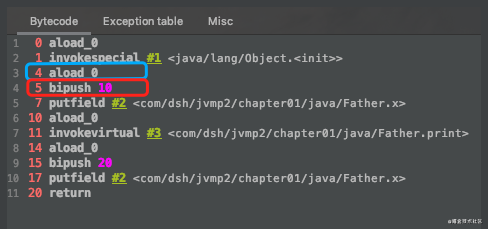 Bytecode Exception table Misc
1 0 aload_0
2 1 invokespecial #1 <java/lang/Object.<init>>
3 4 aload_0
4 5 bipush 10
5 7 putfield #2 <com/dsh/jvmp2/chapter01/java/Father.x>
6 10 aload_0
7 11 invokevirtual #3 <com/dsh/jvmp2/chapter01/java/Father.print>
8 14 aload_0
9 15 bipush 20
10 17 putfield #2 <com/dsh/jvmp2/chapter01/java/Father.x>
11 20 return
@稀土掘金技术社区